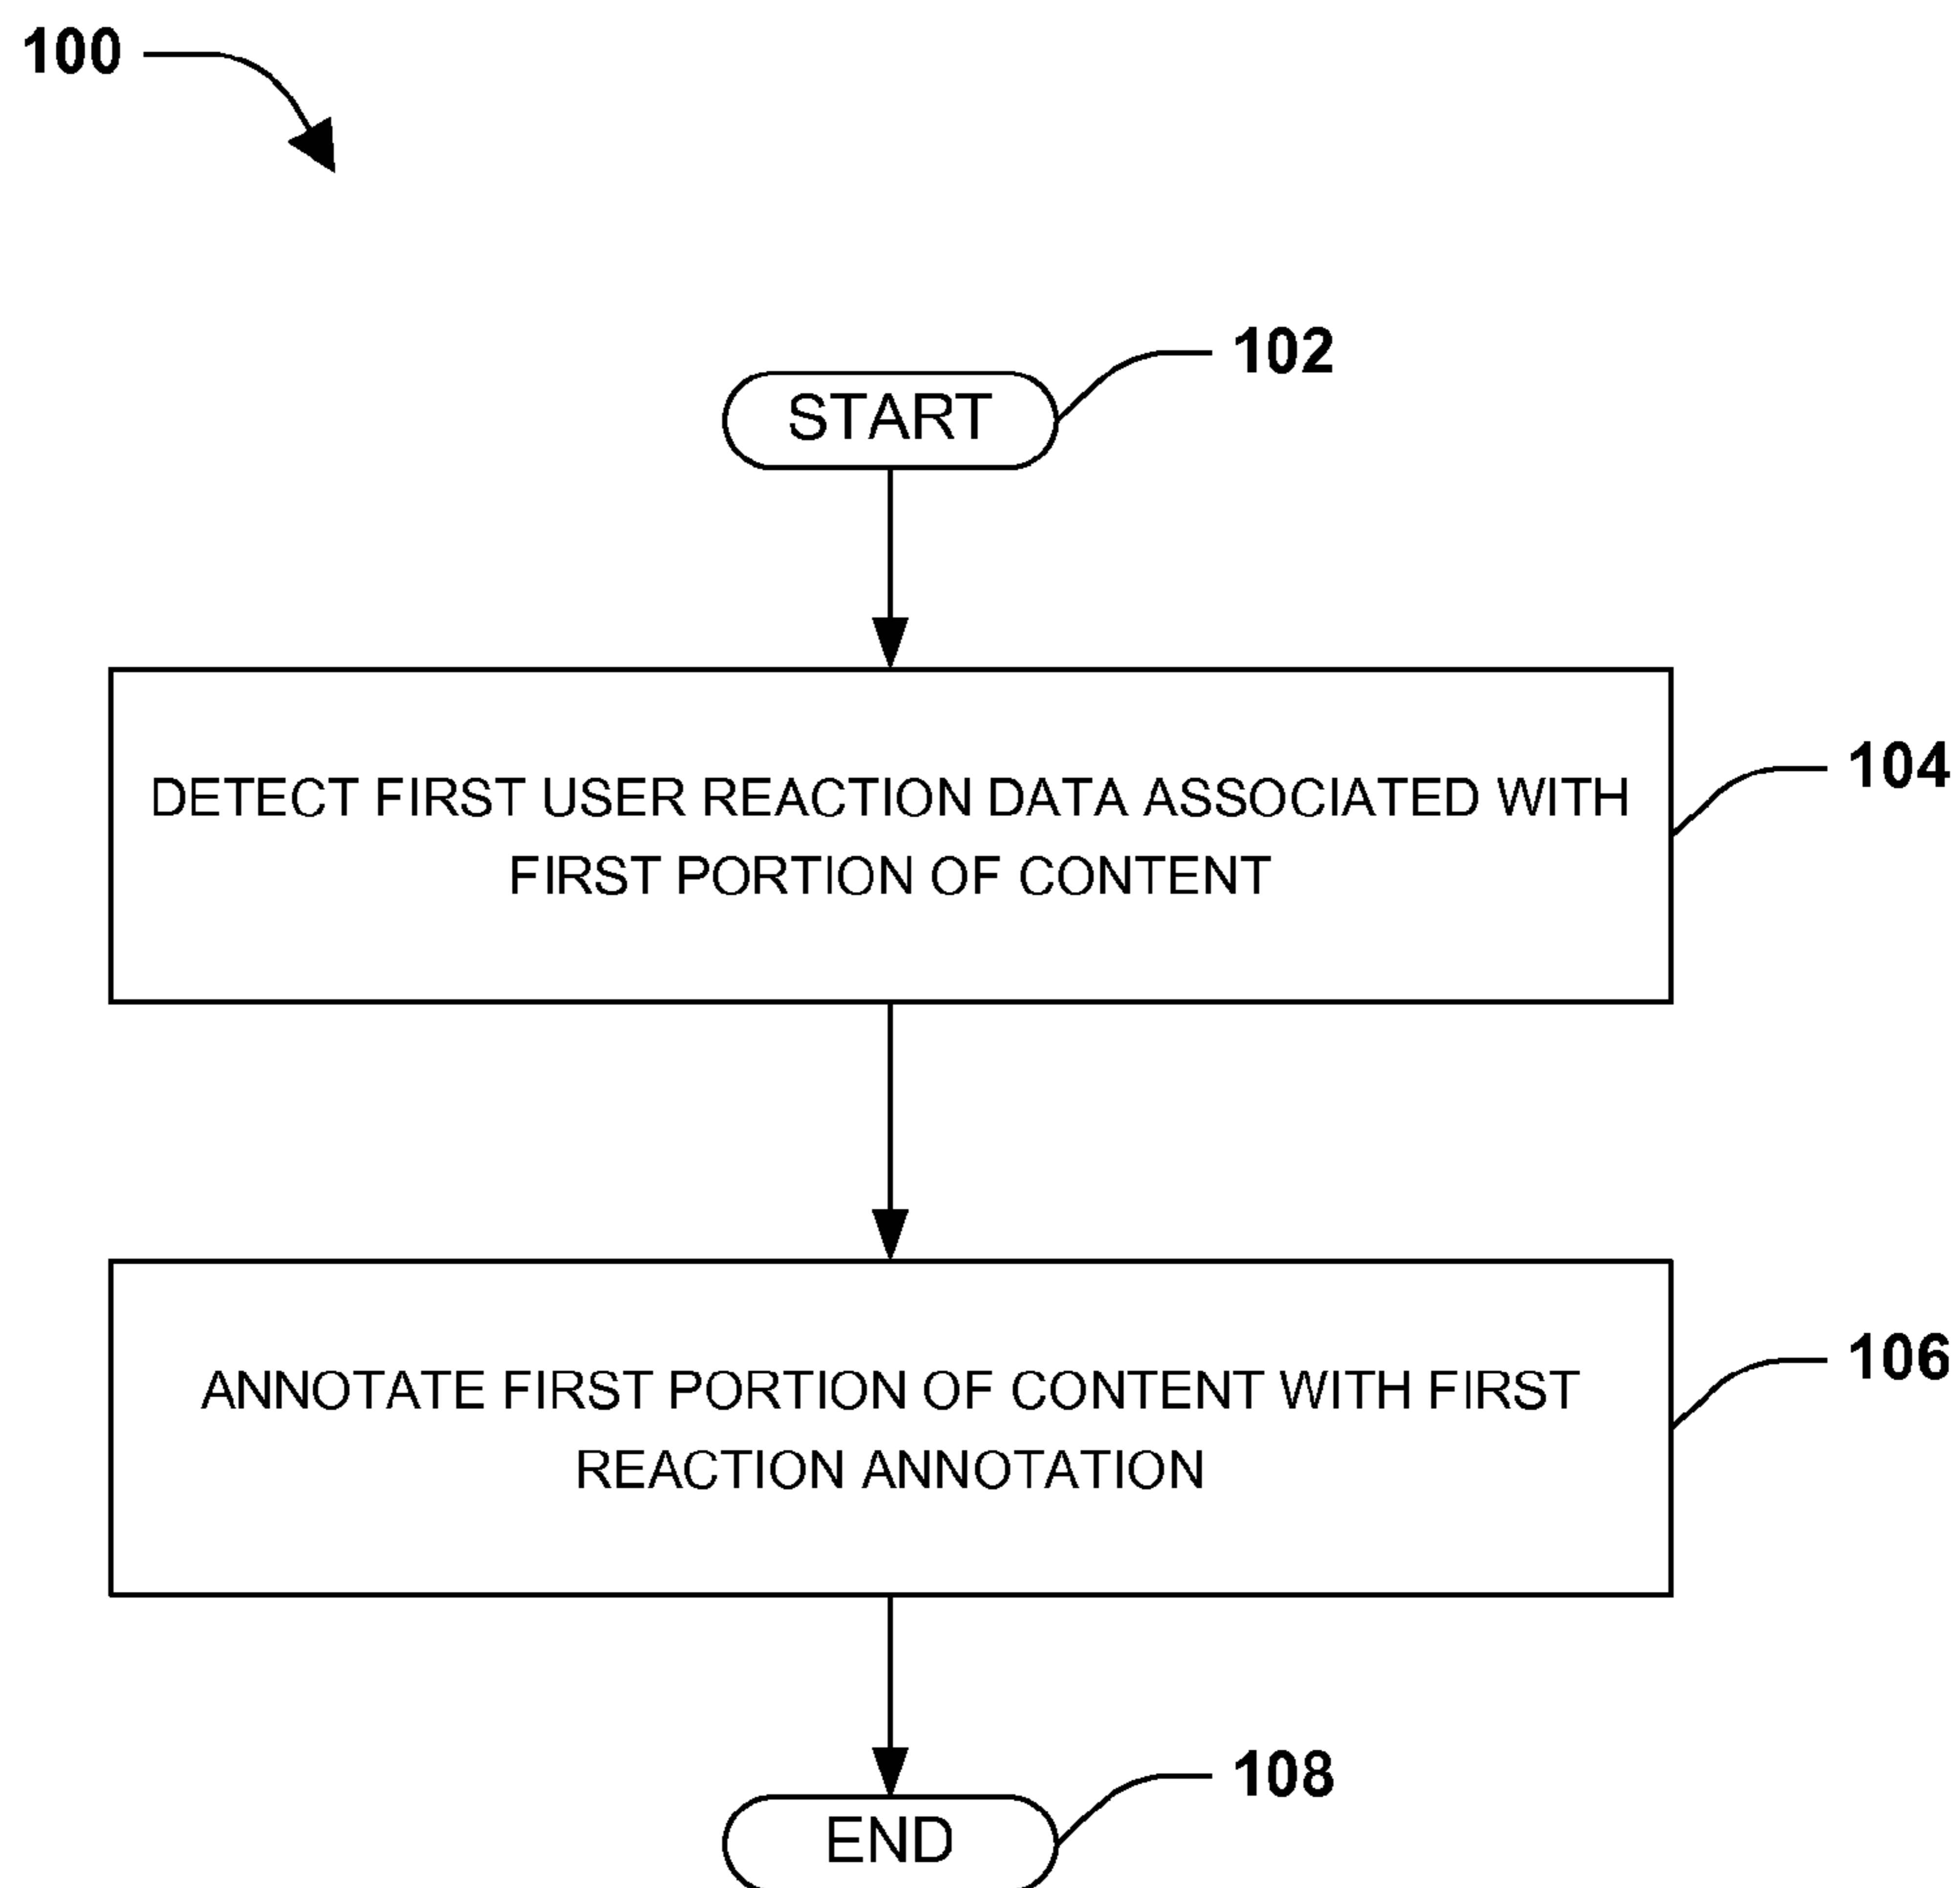 100
102
START
104
DETECT FIRST USER REACTION DATA ASSOCIATED WITH
FIRST PORTION OF CONTENT
106
ANNOTATE FIRST PORTION OF CONTENT WITH FIRST
REACTION ANNOTATION
108
END